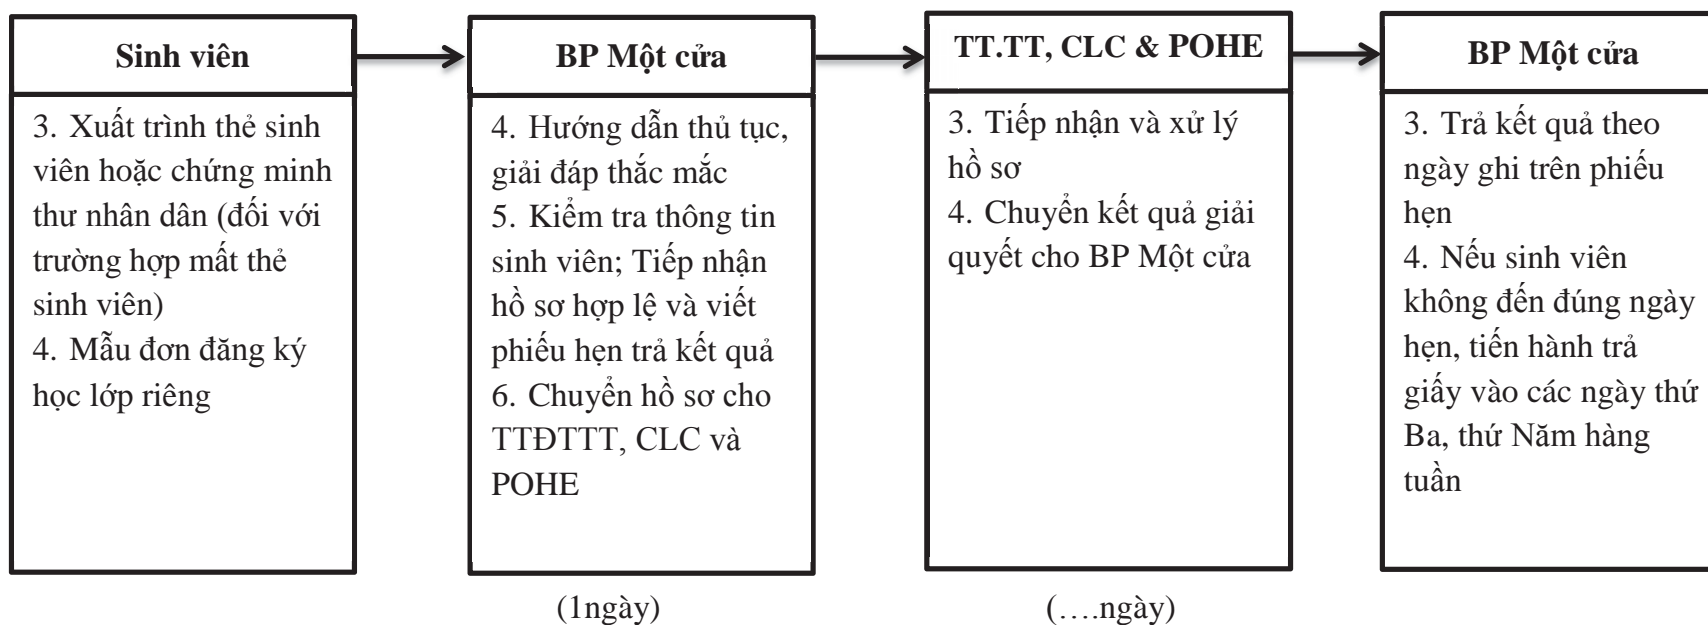 Sinh viên
3. Xuất trình thẻ sinh
viên hoặc chứng minh
thư nhân dân (đối với
trường hợp mất thẻ
sinh viên)
4. Mẫu đơn đăng ký
học lớp riêng
BP Một cửa
4. Hướng dẫn thủ tục,
giải đáp thắc mắc
5. Kiểm tra thông tin
sinh viên; Tiếp nhận
hồ sơ hợp lệ và viết
phiếu hẹn trả kết quả
6. Chuyển hồ sơ cho
TTĐTTT, CLC và
POHE
(1ngày)
TT.TT, CLC & POHE
3. Tiếp nhận và xử lý
hồ sơ
4. Chuyển kết quả giải
quyết cho BP Một cửa
(….ngày)
BP Một cửa
3. Trả kết quả theo
ngày ghi trên phiếu
hẹn
4. Nếu sinh viên
không đến đúng ngày
hẹn, tiến hành trả
giấy vào các ngày thứ
Ba, thứ Năm hàng
tuần